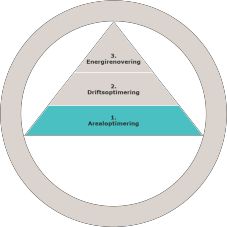 3.
Energirenovering
2.
Driftsoptimering
1.
Arealoptimering